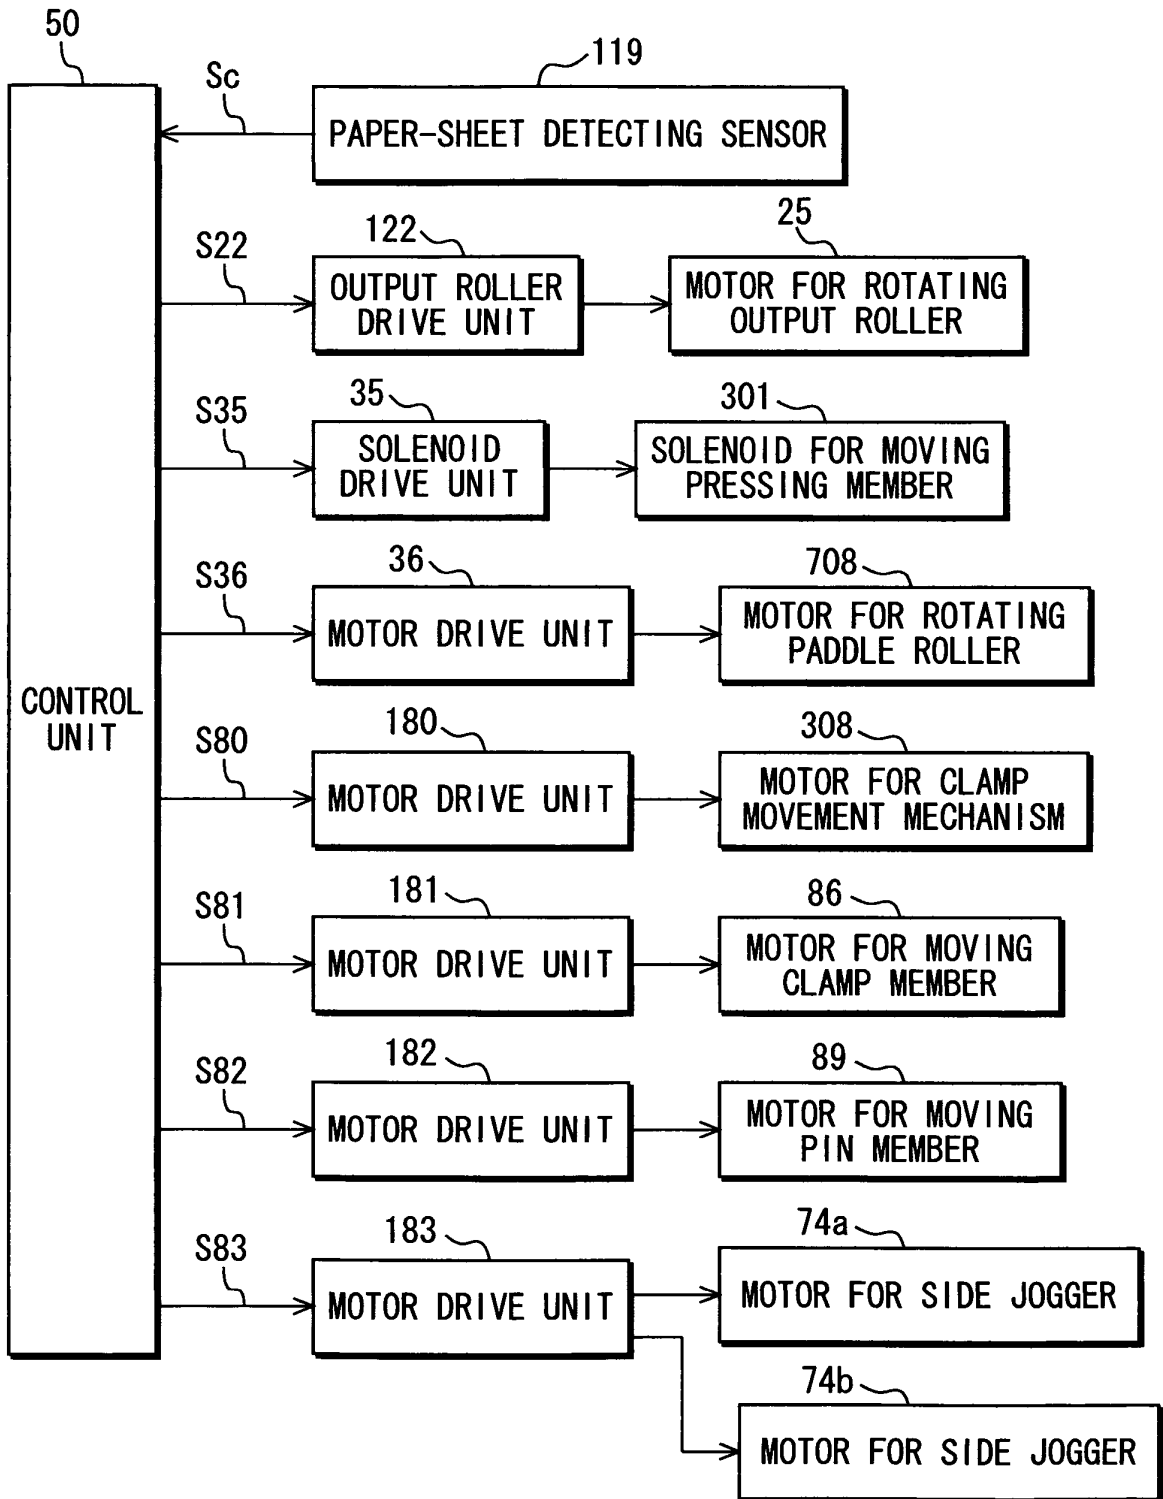 50
119
Sc
PAPER-SHEET DETECTING SENSOR
S22
122
OUTPUT ROLLER
DRIVE UNIT
25
MOTOR FOR ROTATING
OUTPUT ROLLER
S35
35
SOLENOID
DRIVE UNIT
301
SOLENOID FOR MOVING
PRESSING MEMBER
S36
36
MOTOR DRIVE UNIT
708
MOTOR FOR ROTATING
PADDLE ROLLER
CONTROL
UNIT
S80
180
MOTOR DRIVE UNIT
308
MOTOR FOR CLAMP
MOVEMENT MECHANISM
S81
181
MOTOR DRIVE UNIT
86
MOTOR FOR MOVING
CLAMP MEMBER
S82
182
MOTOR DRIVE UNIT
89
MOTOR FOR MOVING
PIN MEMBER
S83
183
MOTOR DRIVE UNIT
74a
MOTOR FOR SIDE JOGGER
74b
MOTOR FOR SIDE JOGGER